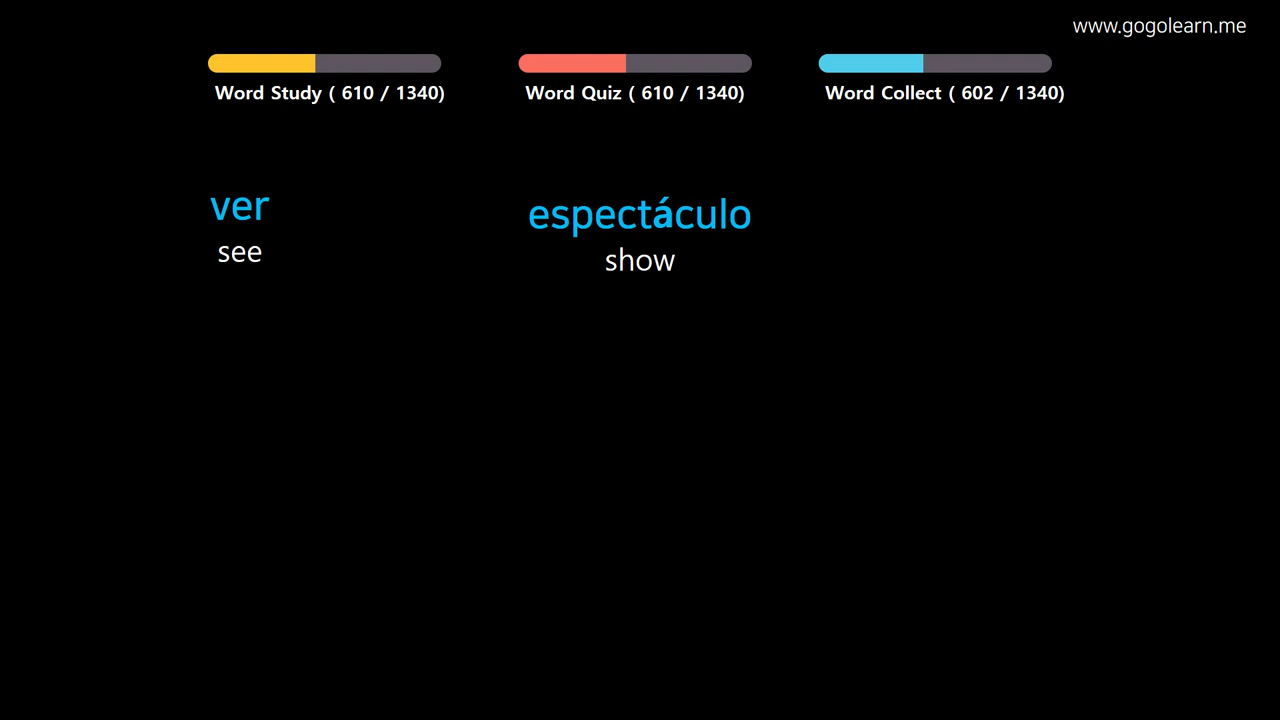 www.gogolearn.me
Word Study ( 610 / 1340)
Word Quiz ( 610 / 1340)
Word Collect ( 602 / 1340)
ver
see
espectáculo
show